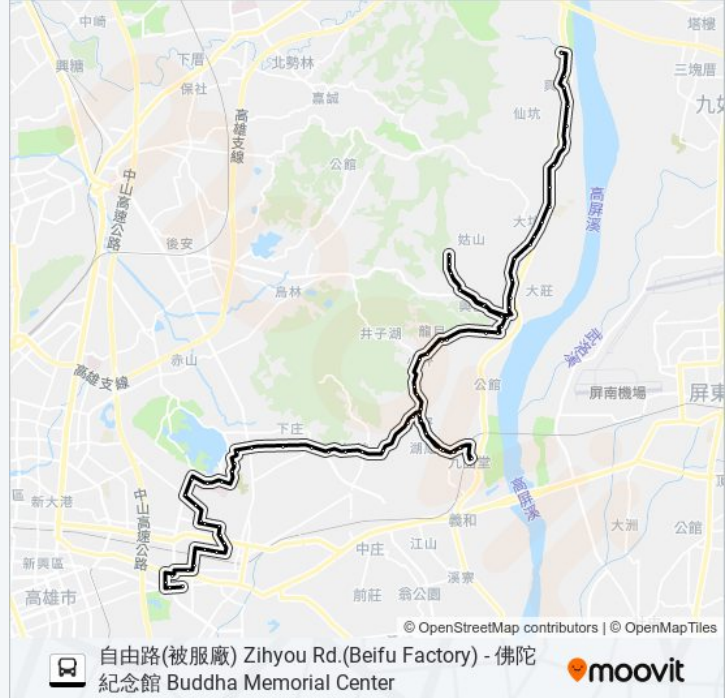 中崎
塔樓
下厝
北勢林
興糖
保社
三塊厝
嘉誠
仙坑
九如
高雄支線
公館
中山高速公路
高屏溪
後安
姑山
大坑
烏林
大莊
井子湖
龍目
武洛溪
赤山
高雄支線
公館
屏南機場
屏東
下庄
九曲堂
區 新大港
中山高速公路
高屏溪
大洲
公館
義和
中庄
江山
新興區
溪寮
高雄市
前莊
翁公園
© OpenStreetMap contributors | © OpenMapTiles
自由路(被服廠) Zihyou Rd.(Beifu Factory) - 佛陀
紀念館 Buddha Memorial Center
moovit